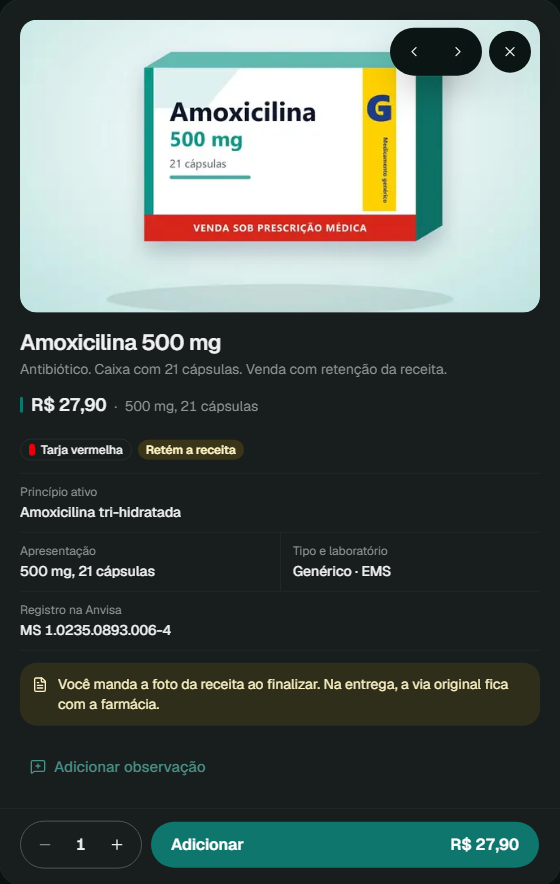 Amoxicilina
500 mg
21 cápsulas
G
Medicamento genérico
VENDA SOB PRESCRIÇÃO MÉDICA
Amoxicilina 500 mg
Antibiótico. Caixa com 21 cápsulas. Venda com retenção da receita.
R$ 27,90 · 500 mg, 21 cápsulas
Tarja vermelha Retém a receita
Princípio ativo
Amoxicilina tri-hidratada
Apresentação
500 mg, 21 cápsulas
Tipo e laboratório
Genérico · EMS
Registro na Anvisa
MS 1.0235.0893.006-4
Você manda a foto da receita ao finalizar. Na entrega, a via original fica
com a farmácia.
Adicionar observação
1
Adicionar R$ 27,90